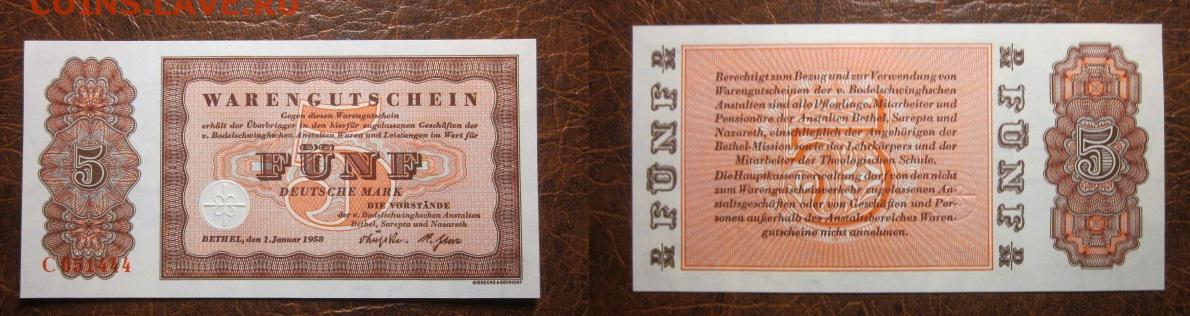 COINS.LAVE.RU
WARENGUTSCHEIN
Gegen diesen Warengutschein
erhält der Überbringer in den hierfür zugelassenen Geschäften der
v. Bodelschwinghschen Anstalten Waren und Leistungen im Wert für
5
FÜNF
DEUTSCHE MARK
DIE VORSTÄNDE
der v. Bodelschwinghschen Anstalten
Bethel, Sarepta und Nazareth
BETHEL, den 1. Januar 1958
C 051444
GIESECKE & DEVRIENT
DM FÜNF DM
Berechtigt zum Bezug und zur Verwendung von
Warengutscheinen der v. Bodelschwinghschen
Anstalten sind alle Pfleglinge, Mitarbeiter und
Pensionäre der Anstalten Bethel, Sarepta und
Nazareth, einschließlich der Angehörigen der
Bethel-Mission sowie des Lehrkörpers und der
Mitarbeiter der Theologischen Schule.
Die Hauptkassenverwaltung darf von den nicht
zum Warengutscheinverkehr zugelassenen An-
staltsgeschäften oder von Geschäften und Per-
sonen außerhalb des Anstaltsbereiches Waren-
gutscheine nicht annehmen.
5
DM FÜNF DM
5